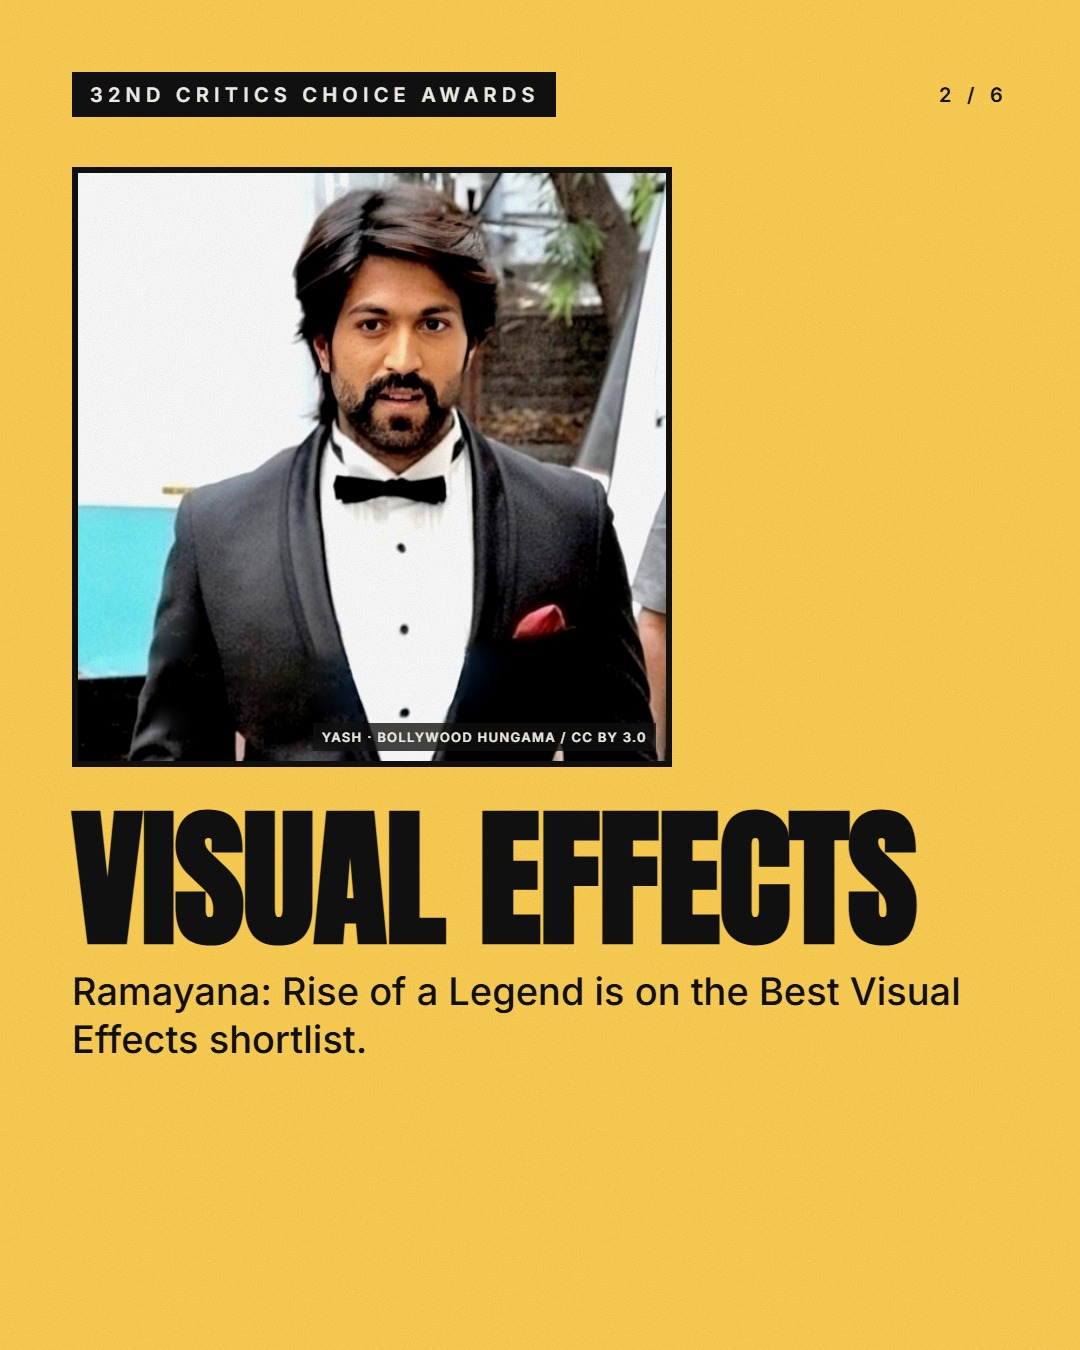 32ND CRITICS CHOICE AWARDS
2 / 6
YASH · BOLLYWOOD HUNGAMA / CC BY 3.0
VISUAL EFFECTS
Ramayana: Rise of a Legend is on the Best Visual
Effects shortlist.